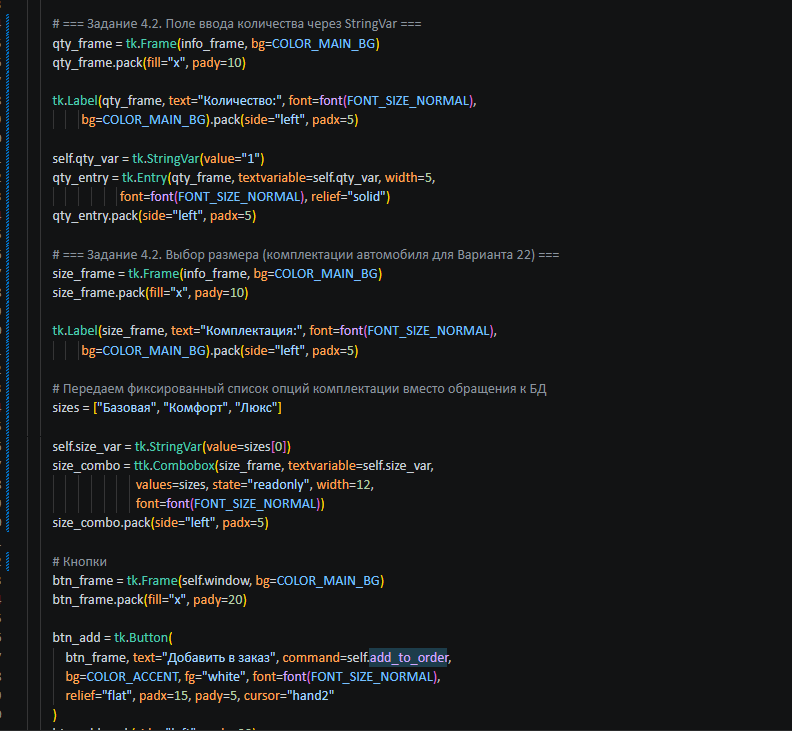 # === Задание 4.2. Поле ввода количества через StringVar ===
qty_frame = tk.Frame(info_frame, bg=COLOR_MAIN_BG)
qty_frame.pack(fill="x", pady=10)
tk.Label(qty_frame, text="Количество:", font=font(FONT_SIZE_NORMAL),
bg=COLOR_MAIN_BG).pack(side="left", padx=5)
self.qty_var = tk.StringVar(value="1")
qty_entry = tk.Entry(qty_frame, textvariable=self.qty_var, width=5,
font=font(FONT_SIZE_NORMAL), relief="solid")
qty_entry.pack(side="left", padx=5)
# === Задание 4.2. Выбор размера (комплектации автомобиля для Варианта 22) ===
size_frame = tk.Frame(info_frame, bg=COLOR_MAIN_BG)
size_frame.pack(fill="x", pady=10)
tk.Label(size_frame, text="Комплектация:", font=font(FONT_SIZE_NORMAL),
bg=COLOR_MAIN_BG).pack(side="left", padx=5)
# Передаем фиксированный список опций комплектации вместо обращения к БД
sizes = ["Базовая", "Комфорт", "Люкс"]
self.size_var = tk.StringVar(value=sizes[0])
size_combo = ttk.Combobox(size_frame, textvariable=self.size_var,
values=sizes, state="readonly", width=12,
font=font(FONT_SIZE_NORMAL))
size_combo.pack(side="left", padx=5)
# Кнопки
btn_frame = tk.Frame(self.window, bg=COLOR_MAIN_BG)
btn_frame.pack(fill="x", pady=20)
btn_add = tk.Button(
btn_frame, text="Добавить в заказ", command=self.add_to_order,
bg=COLOR_ACCENT, fg="white", font=font(FONT_SIZE_NORMAL),
relief="flat", padx=15, pady=5, cursor="hand2"
)